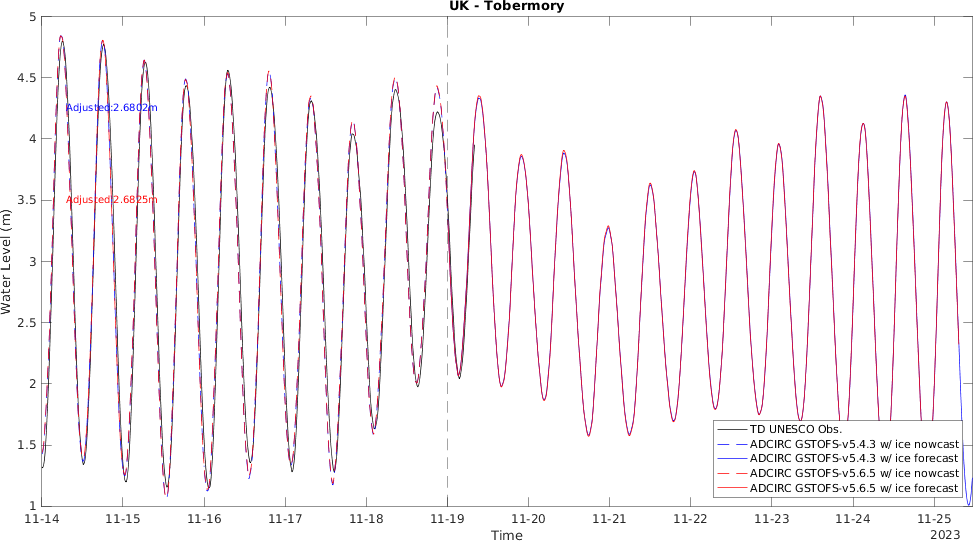 UK - Tobermory
5
4.5
4
3.5
3
2.5
2
1.5
1
Water Level (m)
Adjusted:2.6802m
Adjusted:2.6825m
TD UNESCO Obs.
ADCIRC GSTOFS-v5.4.3 w/ ice nowcast
ADCIRC GSTOFS-v5.4.3 w/ ice forecast
ADCIRC GSTOFS-v5.6.5 w/ ice nowcast
ADCIRC GSTOFS-v5.6.5 w/ ice forecast
11-14 11-15 11-16 11-17 11-18 11-19 11-20 11-21 11-22 11-23 11-24 11-25
Time
2023